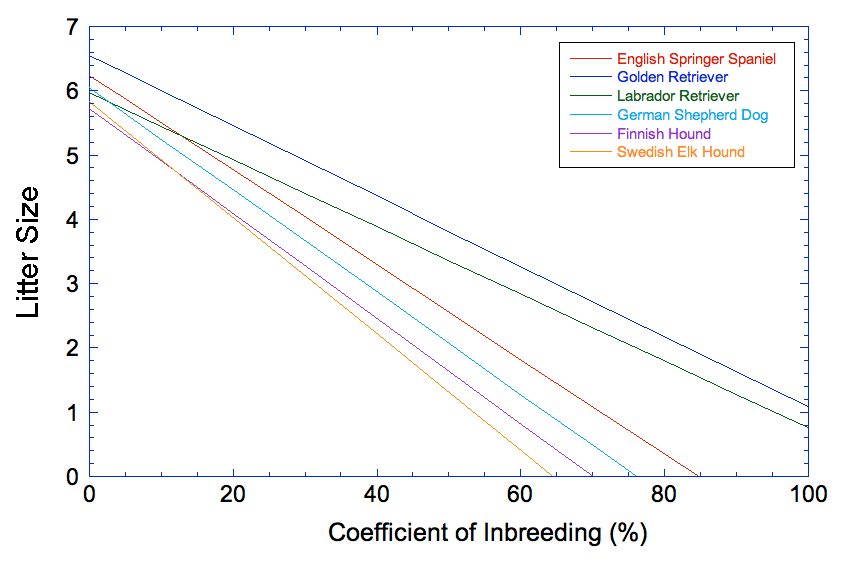 7
6
5
4
3
2
1
0
Litter Size
English Springer Spaniel
Golden Retriever
Labrador Retriever
German Shepherd Dog
Finnish Hound
Swedish Elk Hound
0 20 40 60 80 100
Coefficient of Inbreeding (%)